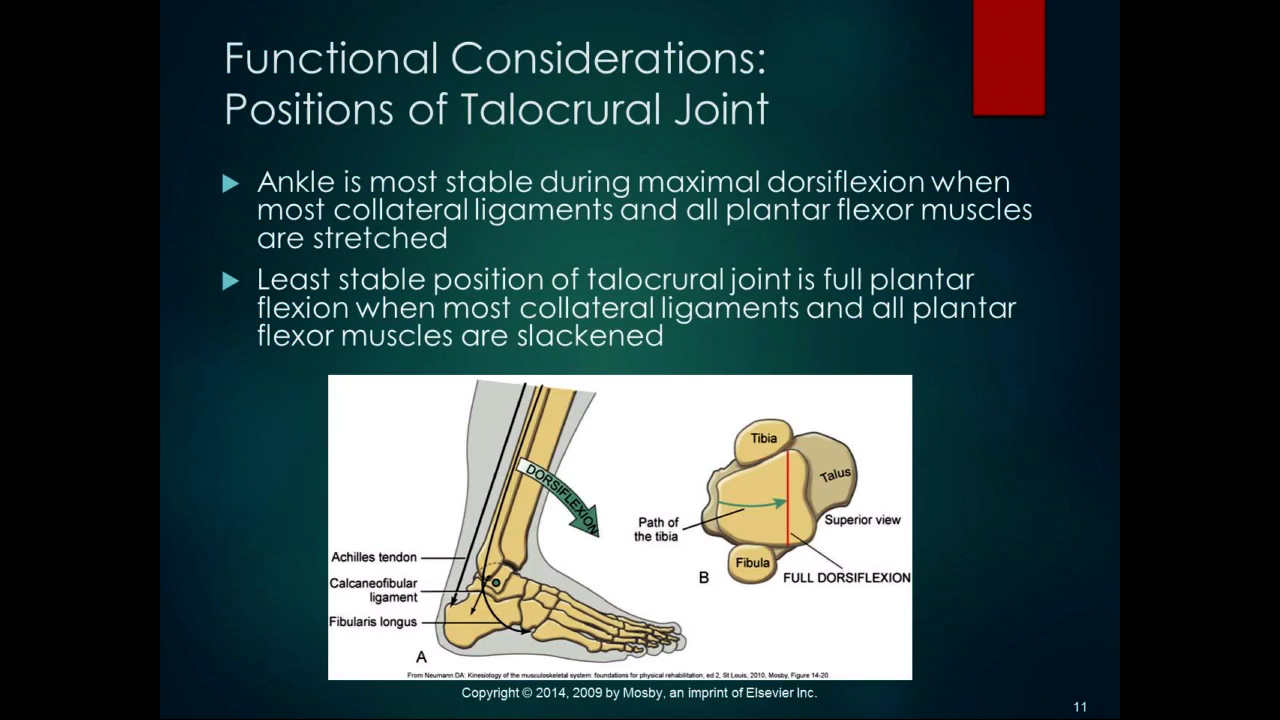 Functional Considerations:
Positions of Talocrural Joint
Ankle is most stable during maximal dorsiflexion when
most collateral ligaments and all plantar flexor muscles
are stretched
Least stable position of talocrural joint is full plantar
flexion when most collateral ligaments and all plantar
flexor muscles are slackened
DORSIFLEXION
Achilles tendon
Calcaneofibular
ligament
Fibularis longus
A
Tibia
Talus
Path of
the tibia
Superior view
Fibula
B
FULL DORSIFLEXION
From Neumann DA: Kinesiology of the musculoskeletal system: foundations for physical rehabilitation, ed 2, St Louis, 2010, Mosby, Figure 14-20.
Copyright © 2014, 2009 by Mosby, an imprint of Elsevier Inc.
11